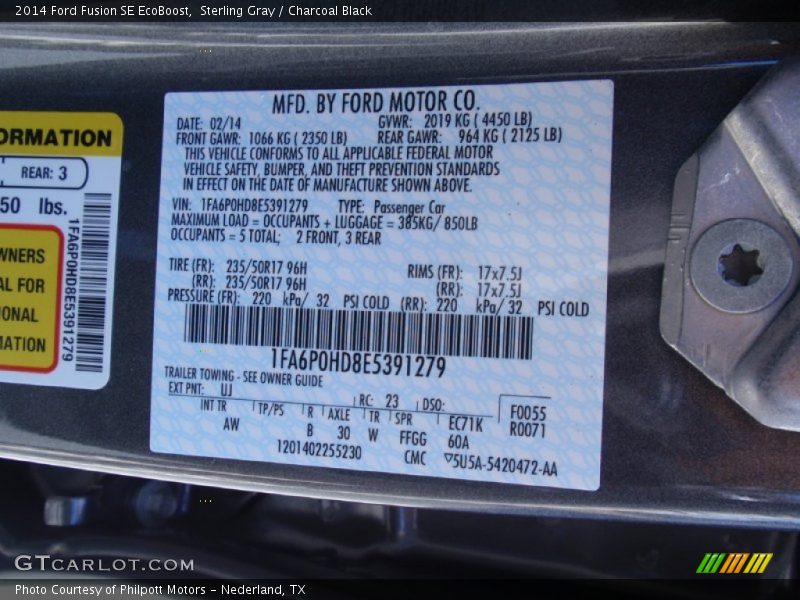 2014 Ford Fusion SE EcoBoost, Sterling Gray / Charcoal Black
ORMATION
REAR: 3
50 lbs.
WNERS
AL FOR
IONAL
MATION
1FA6P0HD8E5391279
MFD. BY FORD MOTOR CO.
DATE: 02/14 GVWR: 2019 KG ( 4450 LB)
FRONT GAWR: 1066 KG ( 2350 LB) REAR GAWR: 964 KG ( 2125 LB)
THIS VEHICLE CONFORMS TO ALL APPLICABLE FEDERAL MOTOR
VEHICLE SAFETY, BUMPER, AND THEFT PREVENTION STANDARDS
IN EFFECT ON THE DATE OF MANUFACTURE SHOWN ABOVE.
VIN: 1FA6P0HD8E5391279 TYPE: Passenger Car
MAXIMUM LOAD = OCCUPANTS + LUGGAGE = 385KG/ 850LB
OCCUPANTS = 5 TOTAL; 2 FRONT, 3 REAR
TIRE (FR): 235/50R17 96H RIMS (FR): 17x7.5J
(RR): 235/50R17 96H (RR): 17x7.5J
PRESSURE (FR): 220 kPa/ 32 PSI COLD (RR): 220 kPa/ 32 PSI COLD
1FA6P0HD8E5391279
TRAILER TOWING - SEE OWNER GUIDE
EXT PNT: UJ RC: 23 DSO: F0055
INT TR TP/PS R AXLE TR SPR EC71K R0071
AW B 30 W FFGG 60A
1201402255230 CMC ▽5U5A-5420472-AA
GTCARLOT.COM
Photo Courtesy of Philpott Motors – Nederland, TX